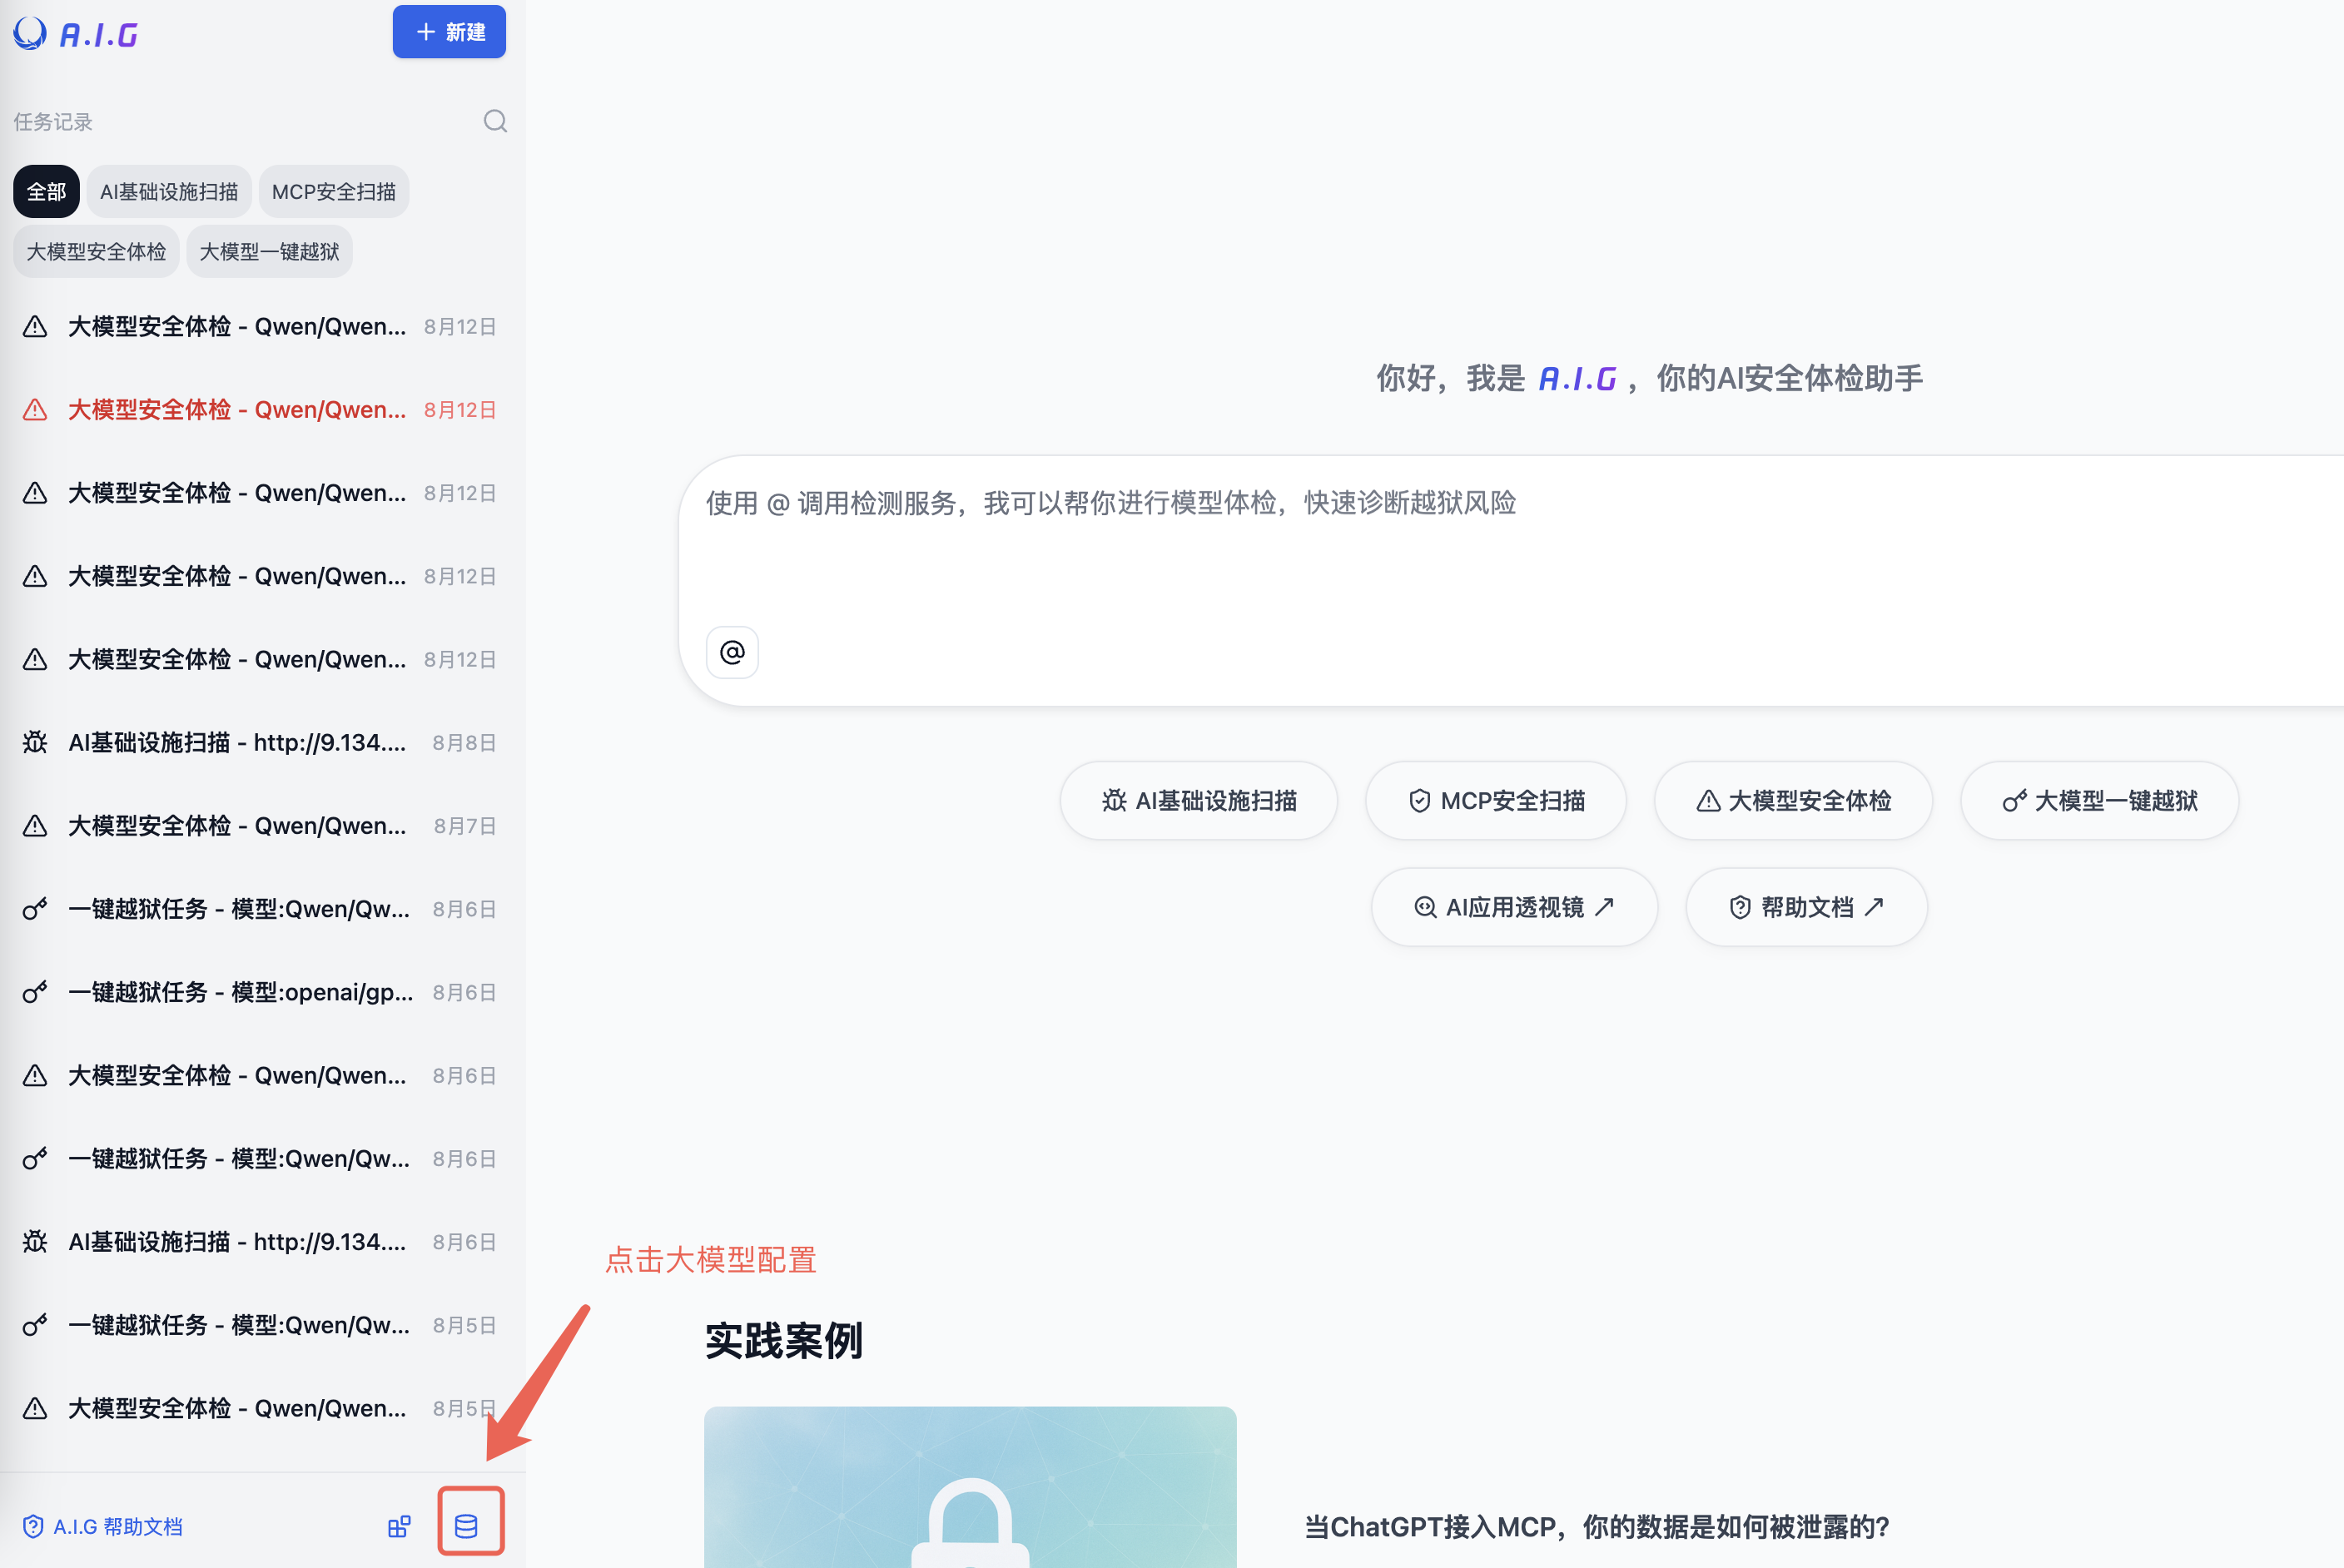 A.I.G
+ 新建
任务记录
全部 AI基础设施扫描 MCP安全扫描
大模型安全体检 大模型一键越狱
大模型安全体检 - Qwen/Qwen... 8月12日
大模型安全体检 - Qwen/Qwen... 8月12日
大模型安全体检 - Qwen/Qwen... 8月12日
大模型安全体检 - Qwen/Qwen... 8月12日
大模型安全体检 - Qwen/Qwen... 8月12日
AI基础设施扫描 - http://9.134.... 8月8日
大模型安全体检 - Qwen/Qwen... 8月7日
一键越狱任务 - 模型:Qwen/Qw... 8月6日
一键越狱任务 - 模型:openai/gp... 8月6日
大模型安全体检 - Qwen/Qwen... 8月6日
一键越狱任务 - 模型:Qwen/Qw... 8月6日
AI基础设施扫描 - http://9.134.... 8月6日
一键越狱任务 - 模型:Qwen/Qw... 8月5日
大模型安全体检 - Qwen/Qwen... 8月5日
A.I.G 帮助文档
你好，我是 A.I.G ，你的AI安全体检助手
使用 @ 调用检测服务，我可以帮你进行模型体检，快速诊断越狱风险
@
AI基础设施扫描 MCP安全扫描 大模型安全体检 大模型一键越狱
AI应用透视镜 ↗ 帮助文档 ↗
点击大模型配置
实践案例
当ChatGPT接入MCP，你的数据是如何被泄露的?